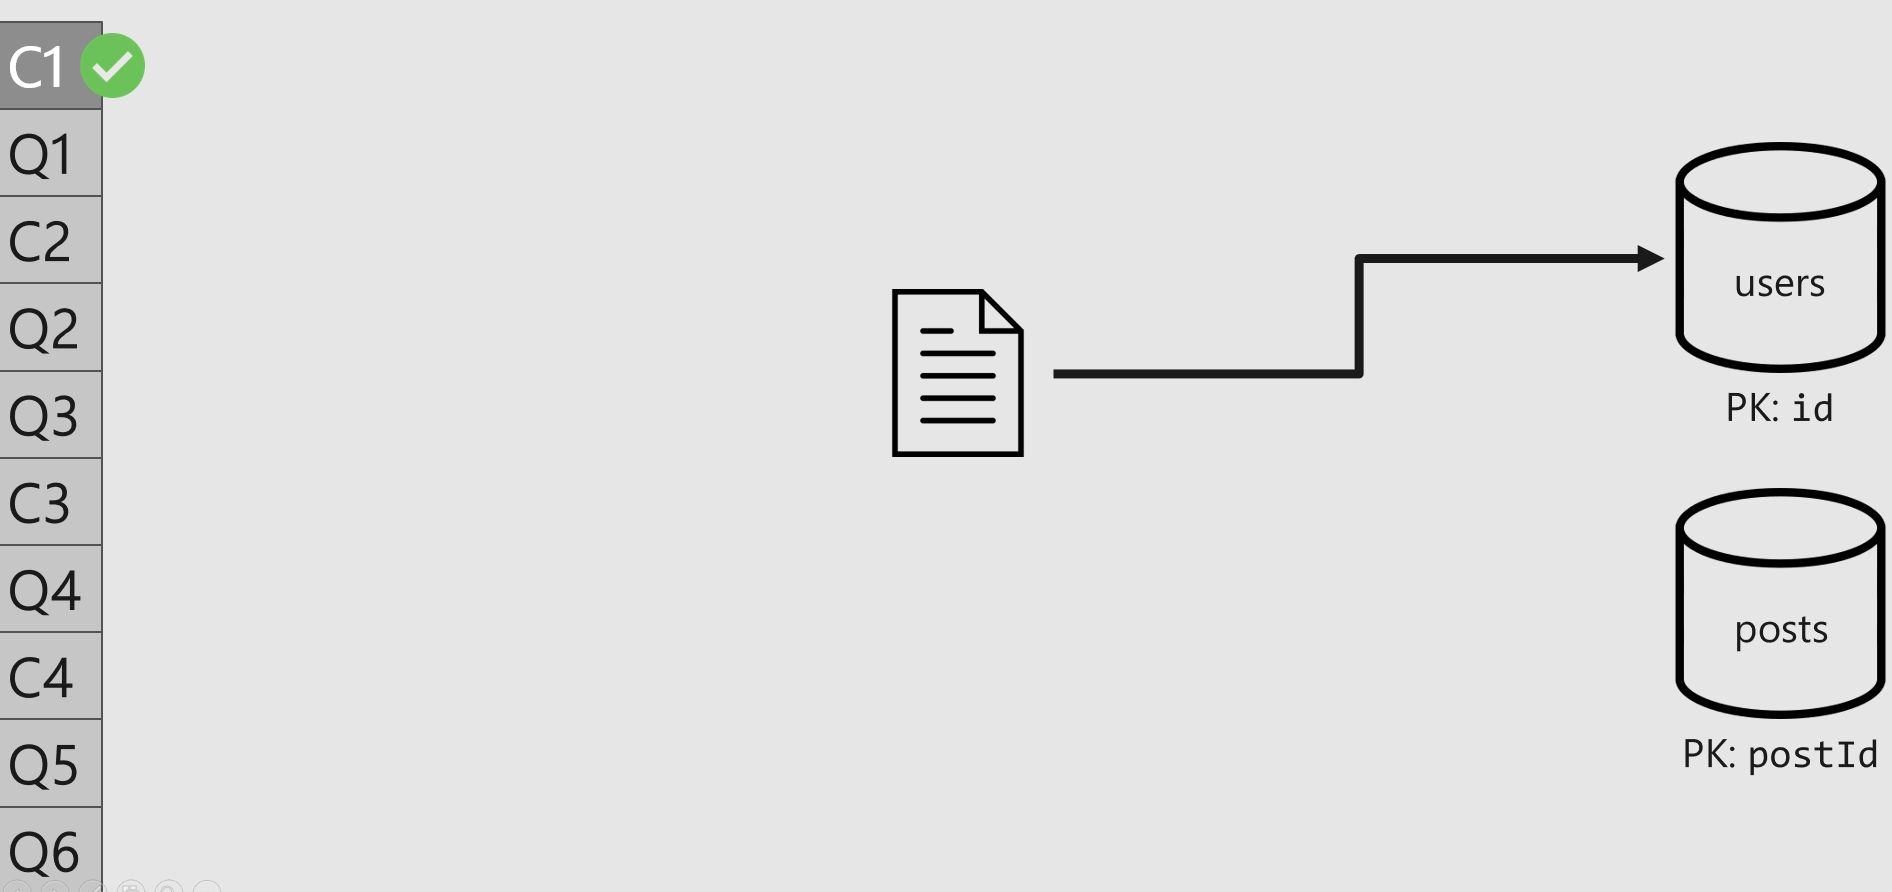 C1
Q1
C2
Q2
Q3
C3
Q4
C4
Q5
Q6
users
PK: id
posts
PK: postId